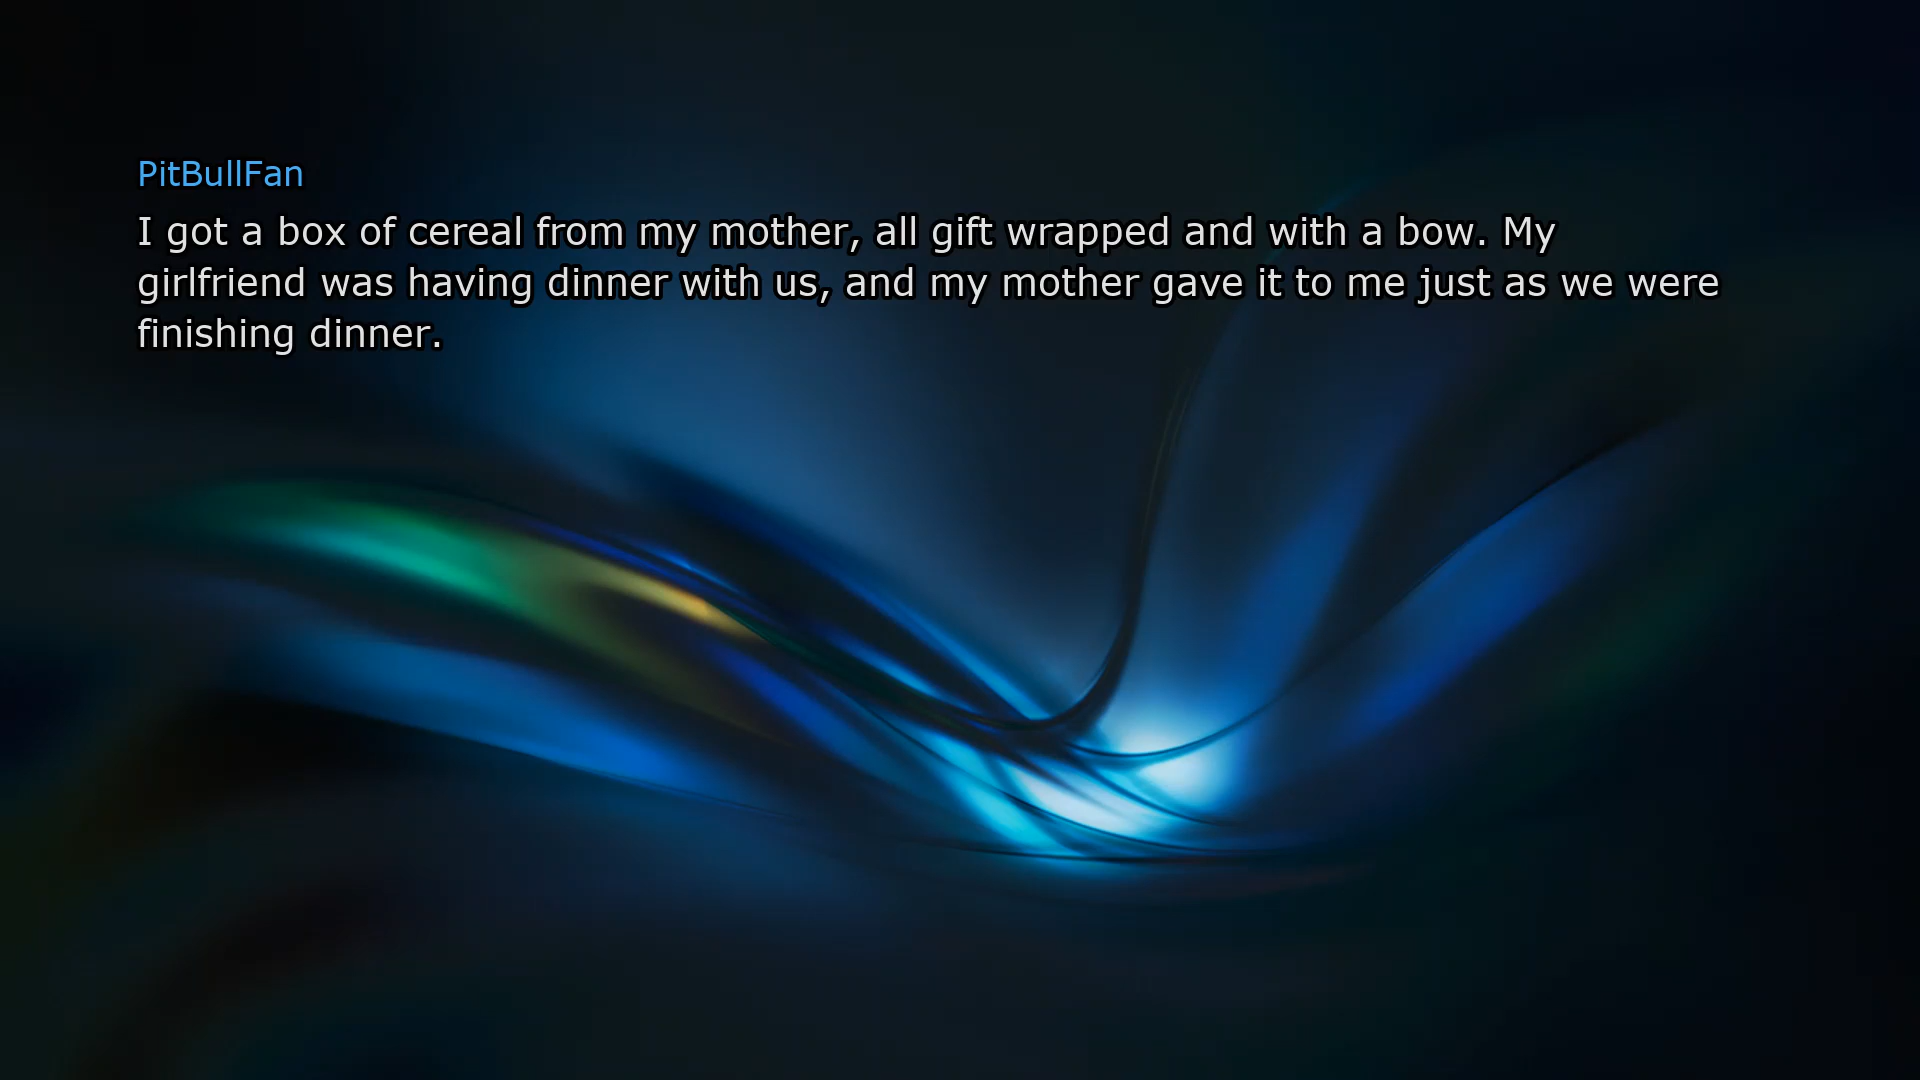 PitBullFan
I got a box of cereal from my mother, all gift wrapped and with a bow. My
girlfriend was having dinner with us, and my mother gave it to me just as we were
finishing dinner.